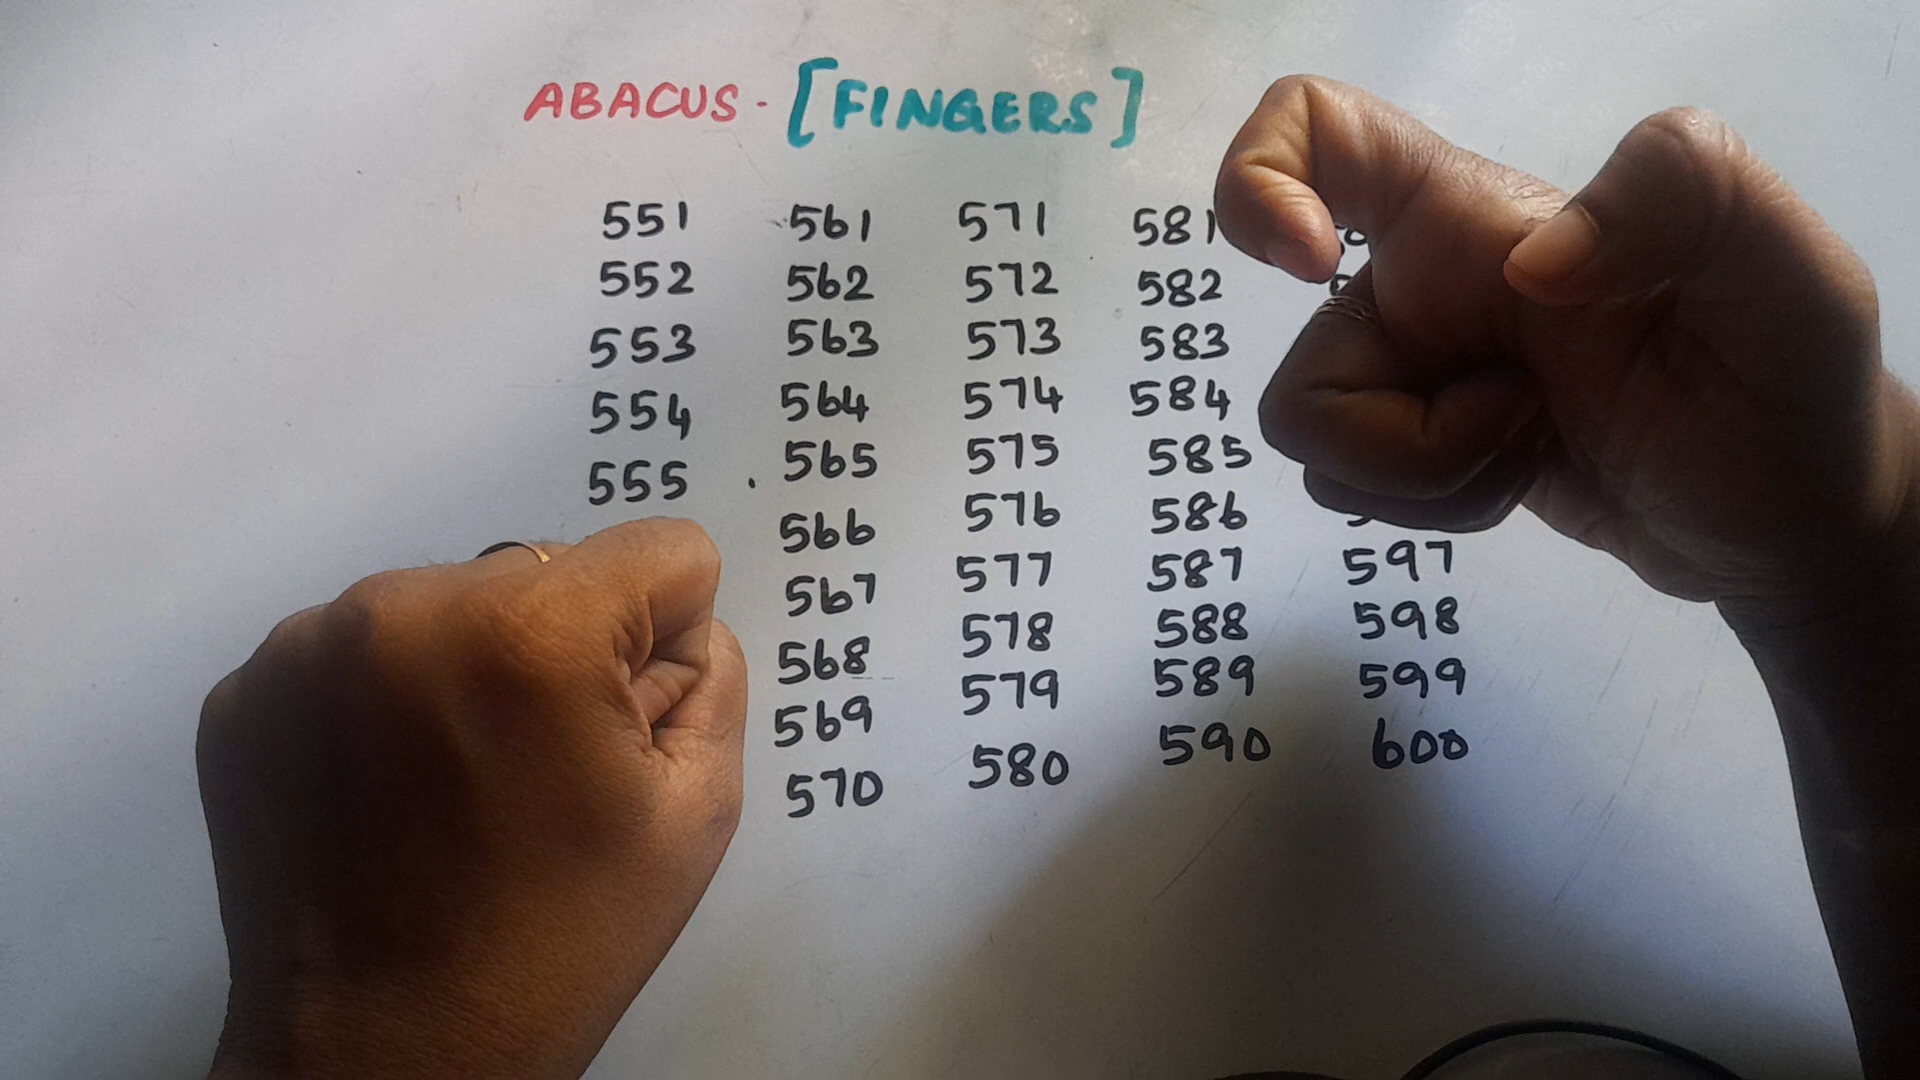 ABACUS - [FINGERS]
551 561 571 581
552 562 572 582
553 563 573 583
554 564 574 584
555 565 575 585
566 576 586
567 577 587 597
568 578 588 598
569 579 589 599
570 580 590 600